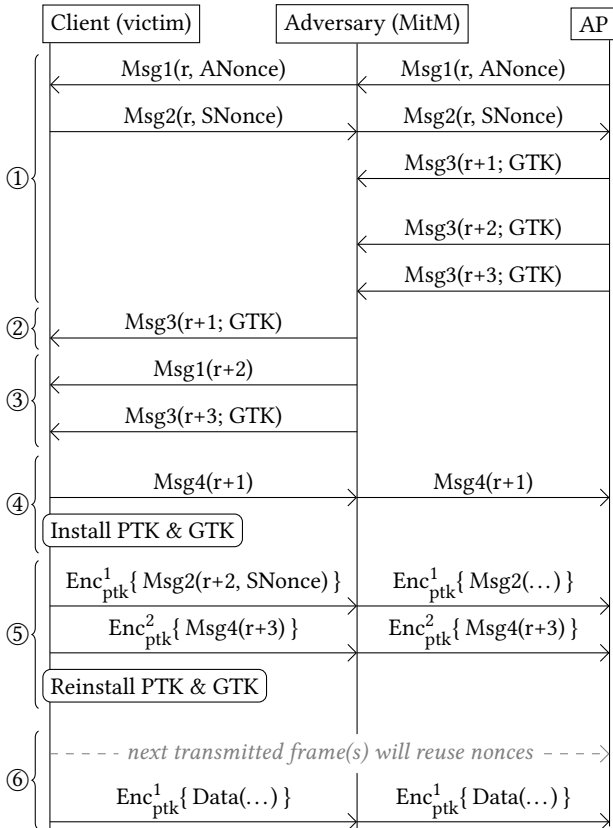 Client (victim) Adversary (MitM) AP
Msg1(r, ANonce) Msg1(r, ANonce)
Msg2(r, SNonce) Msg2(r, SNonce)
① Msg3(r+1; GTK)
Msg3(r+2; GTK)
Msg3(r+3; GTK)
② Msg3(r+1; GTK)
Msg1(r+2)
③
Msg3(r+3; GTK)
Msg4(r+1) Msg4(r+1)
④
Install PTK & GTK
Enc¹ptk{ Msg2(r+2, SNonce) } Enc¹ptk{ Msg2(…) }
⑤ Enc²ptk{ Msg4(r+3) } Enc²ptk{ Msg4(r+3) }
Reinstall PTK & GTK
next transmitted frame(s) will reuse nonces
⑥
Enc¹ptk{ Data(…) } Enc¹ptk{ Data(…) }